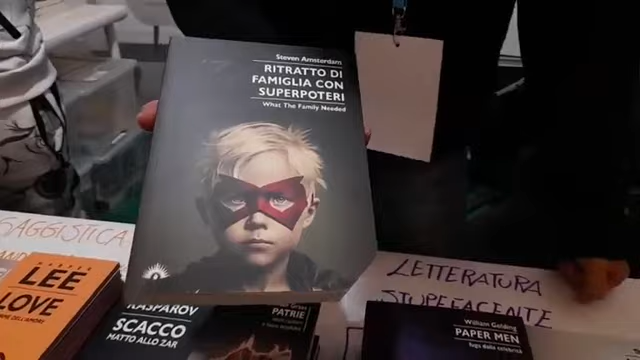 Steven Amsterdam
RITRATTO DI
FAMIGLIA CON
SUPERPOTERI
What The Family Needed
SAGGISTICA
LEE
LOVE
KASPAROV
SCACCO
MATTO ALLO ZAR
PATRIE
LETTERATURA
STUPEFACENTE
William Golding
PAPER MEN